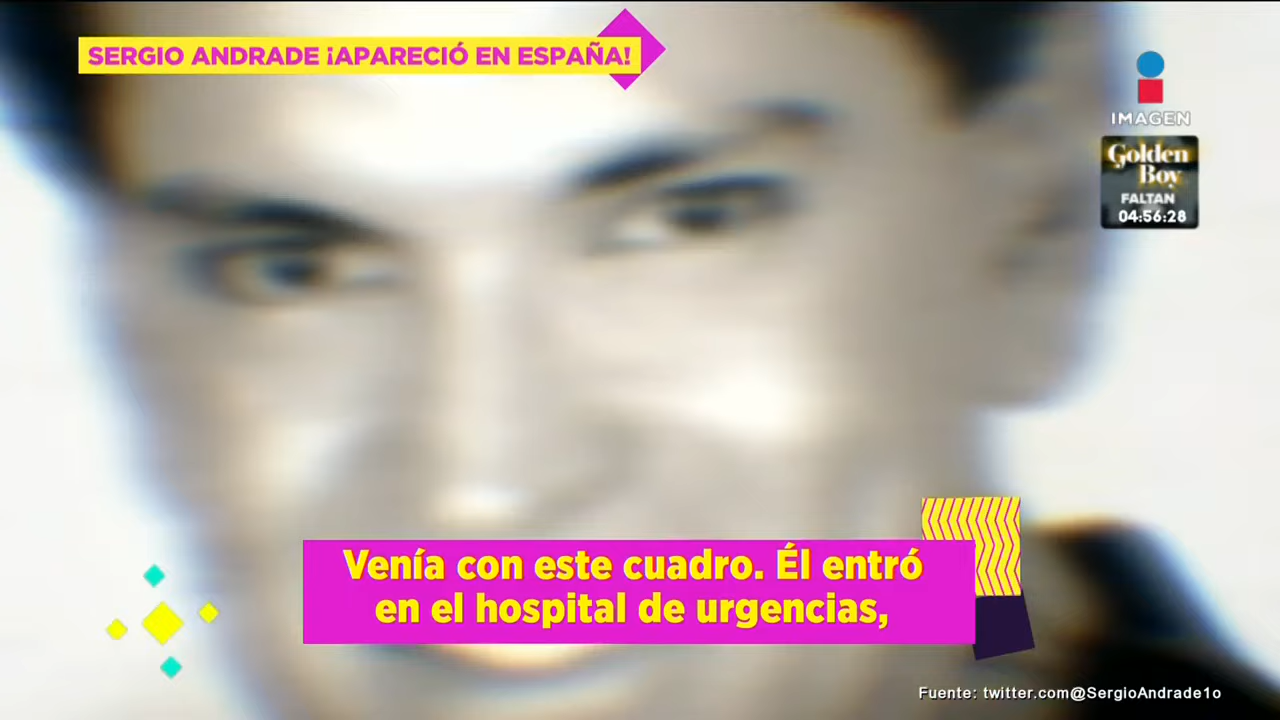 SERGIO ANDRADE ¡APARECIÓ EN ESPAÑA!
IMAGEN
Golden
Boy
FALTAN
04:56:28
Venía con este cuadro. Él entró
en el hospital de urgencias,
Fuente: twitter.com@SergioAndrade1o